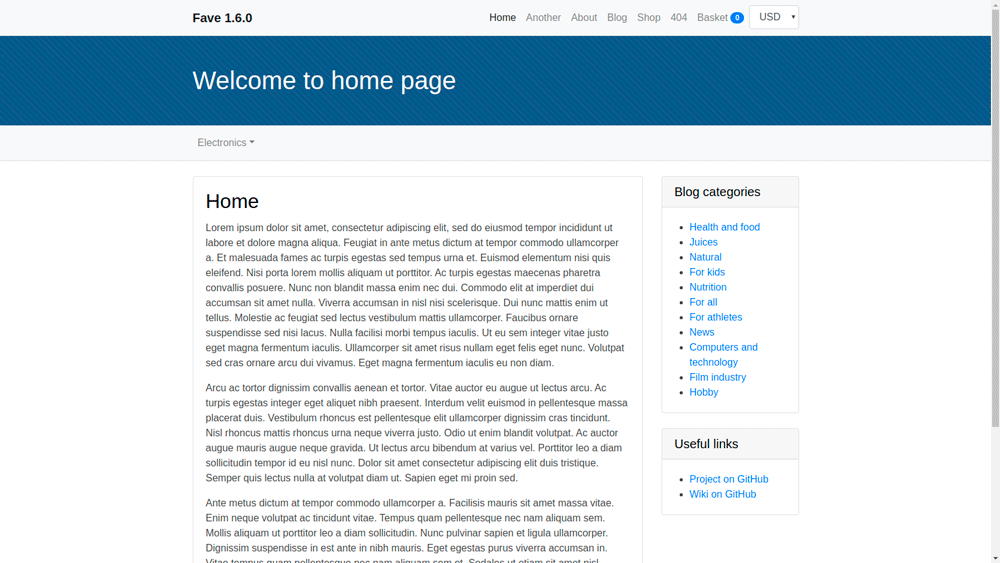 Fave 1.6.0
Home Another About Blog Shop 404 Basket 0 USD
Welcome to home page
Electronics
Home
Lorem ipsum dolor sit amet, consectetur adipiscing elit, sed do eiusmod tempor incididunt ut
labore et dolore magna aliqua. Feugiat in ante metus dictum at tempor commodo ullamcorper
a. Et malesuada fames ac turpis egestas sed tempus urna et. Euismod elementum nisi quis
eleifend. Nisi porta lorem mollis aliquam ut porttitor. Ac turpis egestas maecenas pharetra
convallis posuere. Nunc non blandit massa enim nec dui. Commodo elit at imperdiet dui
accumsan sit amet nulla. Viverra accumsan in nisl nisi scelerisque. Dui nunc mattis enim ut
tellus. Molestie ac feugiat sed lectus vestibulum mattis ullamcorper. Faucibus ornare
suspendisse sed nisi lacus. Nulla facilisi morbi tempus iaculis. Ut eu sem integer vitae justo
eget magna fermentum iaculis. Ullamcorper sit amet risus nullam eget felis eget nunc. Volutpat
sed cras ornare arcu dui vivamus. Eget magna fermentum iaculis eu non diam.
Arcu ac tortor dignissim convallis aenean et tortor. Vitae auctor eu augue ut lectus arcu. Ac
turpis egestas integer eget aliquet nibh praesent. Interdum velit euismod in pellentesque massa
placerat duis. Vestibulum rhoncus est pellentesque elit ullamcorper dignissim cras tincidunt.
Nisl rhoncus mattis rhoncus urna neque viverra justo. Odio ut enim blandit volutpat. Ac auctor
augue mauris augue neque gravida. Ut lectus arcu bibendum at varius vel. Porttitor leo a diam
sollicitudin tempor id eu nisl nunc. Dolor sit amet consectetur adipiscing elit duis tristique.
Semper quis lectus nulla at volutpat diam ut. Sapien eget mi proin sed.
Ante metus dictum at tempor commodo ullamcorper a. Facilisis mauris sit amet massa vitae.
Enim neque volutpat ac tincidunt vitae. Tempus quam pellentesque nec nam aliquam sem.
Mollis aliquam ut porttitor leo a diam sollicitudin. Nunc pulvinar sapien et ligula ullamcorper.
Dignissim suspendisse in est ante in nibh mauris. Eget egestas purus viverra accumsan in.
Vitae tempus quam pellentesque nec nam aliquam sem et. Sodales ut etiam sit amet nisl
Blog categories
Health and food
Juices
Natural
For kids
Nutrition
For all
For athletes
News
Computers and
technology
Film industry
Hobby
Useful links
Project on GitHub
Wiki on GitHub